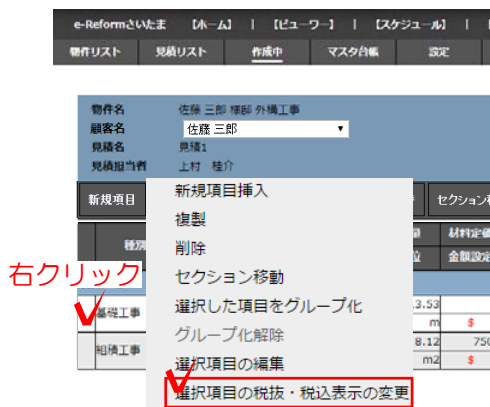 e-Reformさいたま 【ホーム】 | 【ビューワー】 | 【スケジュール】 |
物件リスト 見積リスト 作成中 マスタ台帳 設定
物件名 佐藤 三郎 様邸 外構工事
顧客名 佐藤 三郎
見積名 見積1
見積担当者 上村 桂介
新規項目 セクション
新規項目挿入
複製
種別 材料定価
金額設定
削除
右クリック
セクション移動
基礎工事 選択した項目をグループ化 3.53
m $
グループ化解除
組積工事 8.12 750
選択項目の編集 m2 $
選択項目の税抜・税込表示の変更